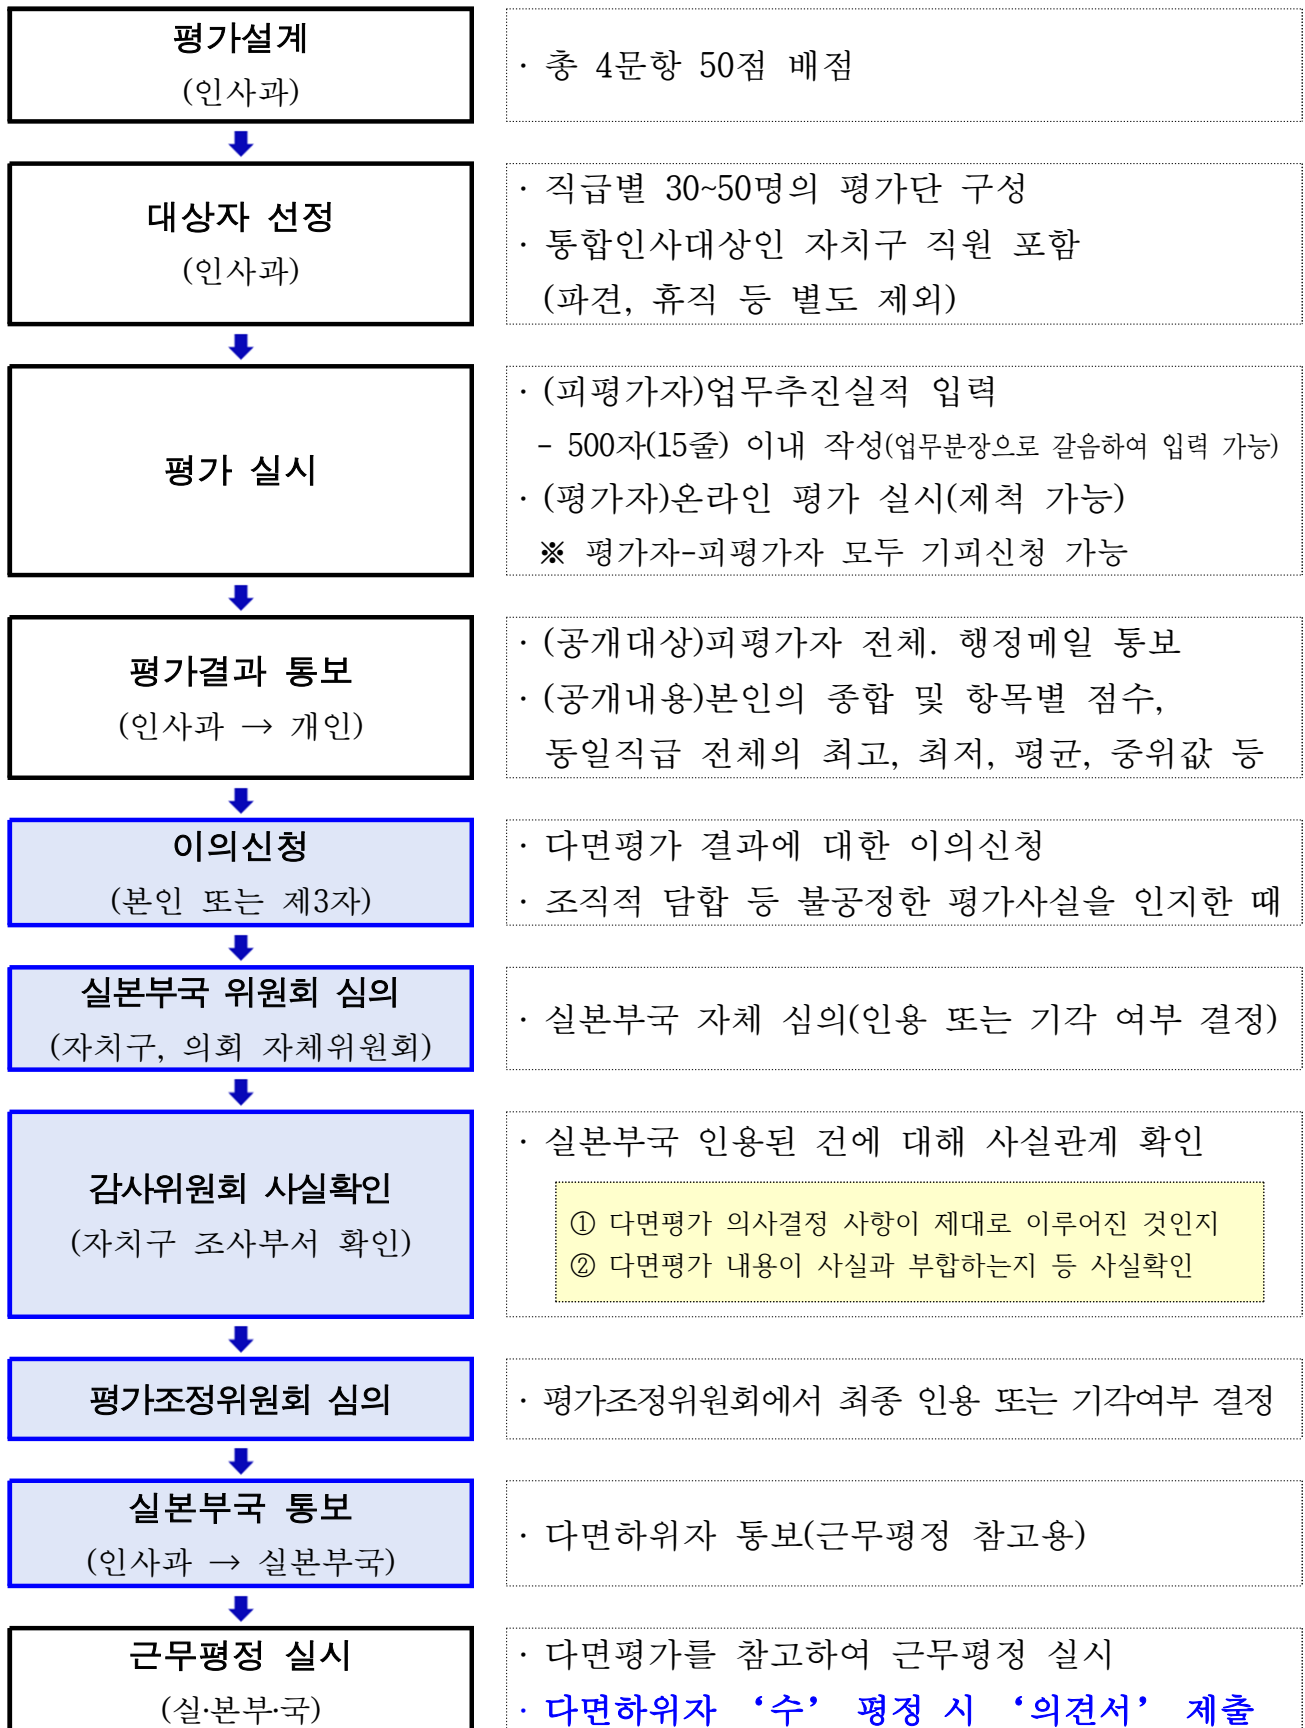 평가설계
(인사과)
· 총 4문항 50점 배점
대상자 선정
(인사과)
· 직급별 30~50명의 평가단 구성
· 통합인사대상인 자치구 직원 포함
(파견, 휴직 등 별도 제외)
평가 실시
· (피평가자)업무추진실적 입력
- 500자(15줄) 이내 작성(업무분장으로 갈음하여 입력 가능)
· (평가자)온라인 평가 실시(제척 가능)
※ 평가자-피평가자 모두 기피신청 가능
평가결과 통보
(인사과 → 개인)
· (공개대상)피평가자 전체. 행정메일 통보
· (공개내용)본인의 종합 및 항목별 점수,
동일직급 전체의 최고, 최저, 평균, 중위값 등
이의신청
(본인 또는 제3자)
· 다면평가 결과에 대한 이의신청
· 조직적 담합 등 불공정한 평가사실을 인지한 때
실본부국 위원회 심의
(자치구, 의회 자체위원회)
· 실본부국 자체 심의(인용 또는 기각 여부 결정)
감사위원회 사실확인
(자치구 조사부서 확인)
· 실본부국 인용된 건에 대해 사실관계 확인
① 다면평가 의사결정 사항이 제대로 이루어진 것인지
② 다면평가 내용이 사실과 부합하는지 등 사실확인
평가조정위원회 심의
· 평가조정위원회에서 최종 인용 또는 기각여부 결정
실본부국 통보
(인사과 → 실본부국)
· 다면하위자 통보(근무평정 참고용)
근무평정 실시
(실·본부·국)
· 다면평가를 참고하여 근무평정 실시
· 다면하위자 ‘수’ 평정 시 ‘의견서’ 제출